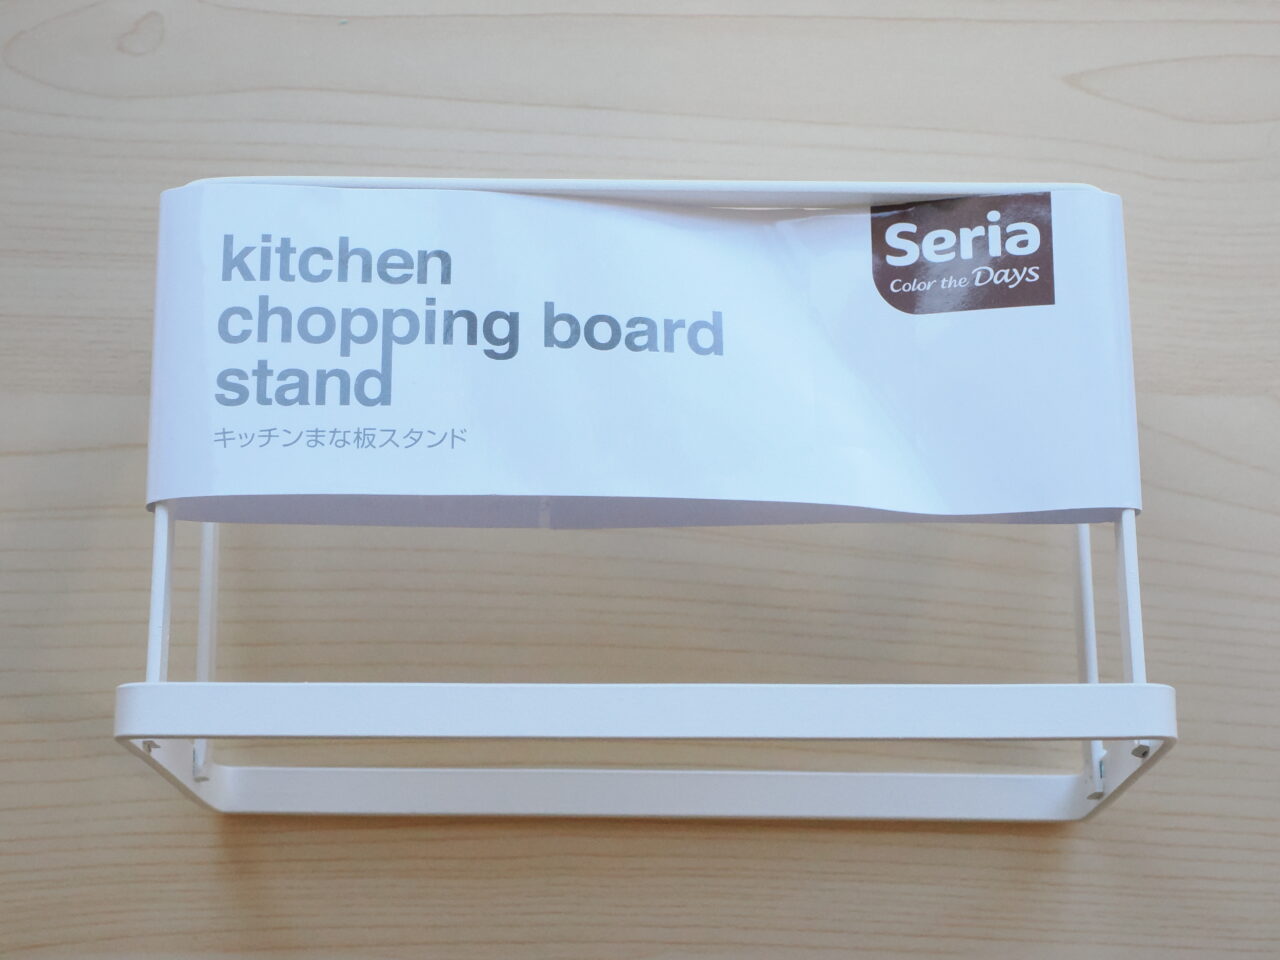 kitchen
chopping board
stand
キッチンまな板スタンド
Seria
Color the Days